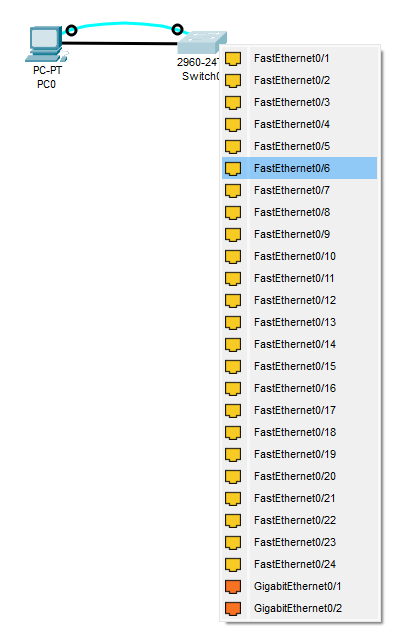 PC-PT
PC0
2960-24T
Switch0
FastEthernet0/1
FastEthernet0/2
FastEthernet0/3
FastEthernet0/4
FastEthernet0/5
FastEthernet0/6
FastEthernet0/7
FastEthernet0/8
FastEthernet0/9
FastEthernet0/10
FastEthernet0/11
FastEthernet0/12
FastEthernet0/13
FastEthernet0/14
FastEthernet0/15
FastEthernet0/16
FastEthernet0/17
FastEthernet0/18
FastEthernet0/19
FastEthernet0/20
FastEthernet0/21
FastEthernet0/22
FastEthernet0/23
FastEthernet0/24
GigabitEthernet0/1
GigabitEthernet0/2